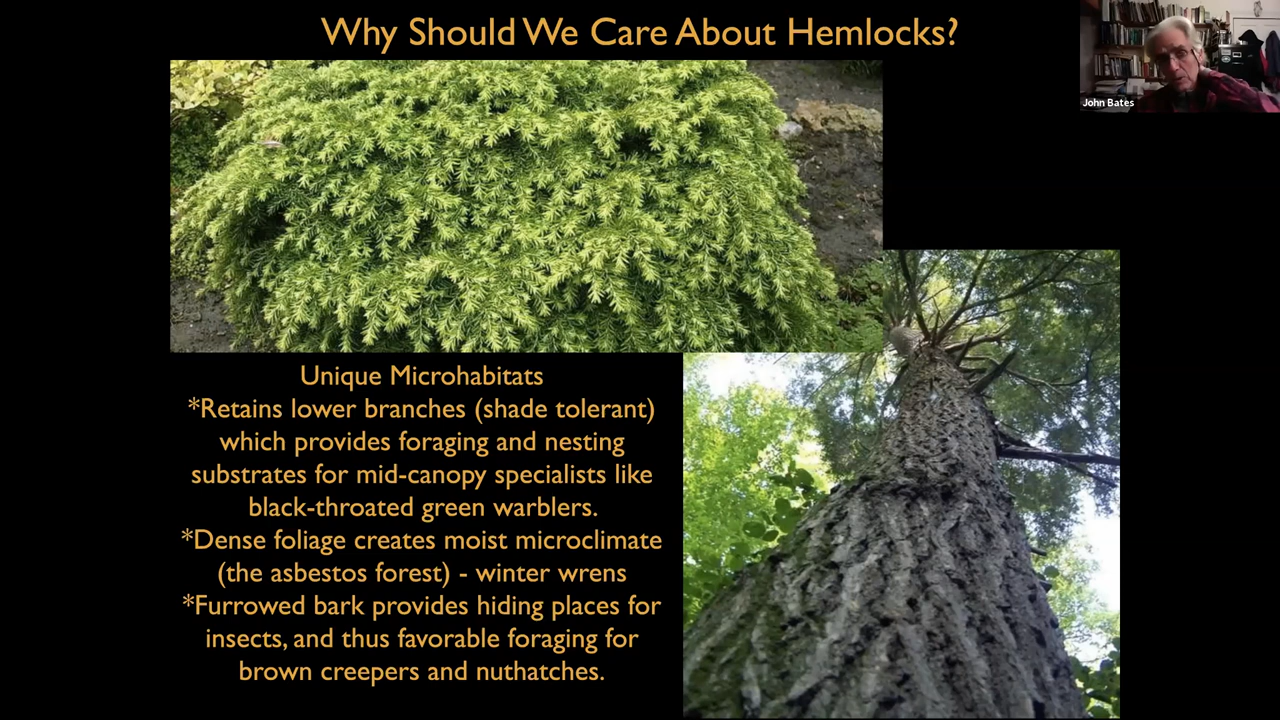 Why Should We Care About Hemlocks?
John Bates
Unique Microhabitats
*Retains lower branches (shade tolerant)
which provides foraging and nesting
substrates for mid-canopy specialists like
black-throated green warblers.
*Dense foliage creates moist microclimate
(the asbestos forest) - winter wrens
*Furrowed bark provides hiding places for
insects, and thus favorable foraging for
brown creepers and nuthatches.